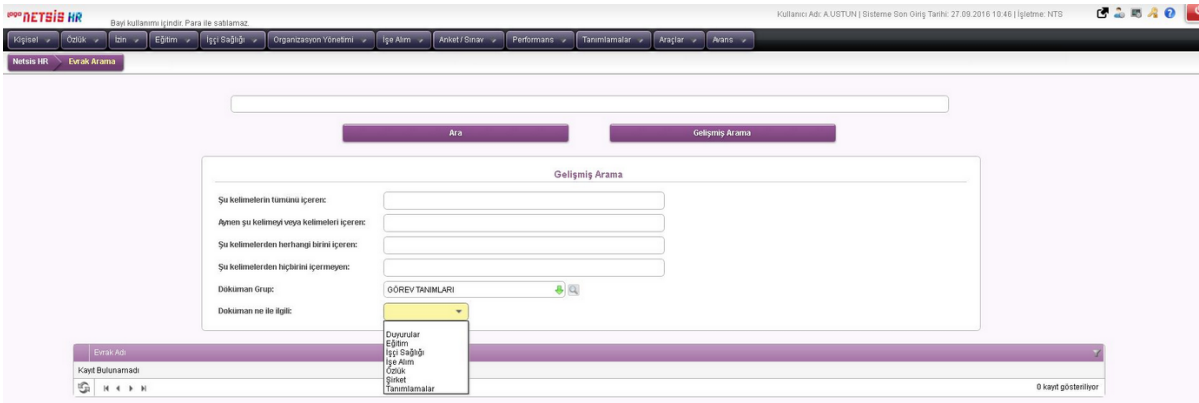 logo NETSİS HR
Bayi kullanımı içindir. Para ile satılamaz.
Kullanici Adı: A.USTUN | Sisteme Son Giriş Tarihi: 27.09.2016 10:46 | İşletme: NTS
Kişisel Özlük İzin Eğitim İşçi Sağlığı Organizasyon Yönetimi İşe Alım Anket / Sınav Performans Tanımlamalar Araçlar Avans
Netsis HR Evrak Arama
Ara Gelişmiş Arama
Gelişmiş Arama
Şu kelimelerin tümünü içeren:
Aynen şu kelimeyi veya kelimeleri içeren:
Şu kelimelerden herhangi birini içeren:
Şu kelimelerden hiçbirini içermeyen:
Döküman Grup: GÖREV TANIMLARI
Doküman ne ile ilgili:
Duyurular
Eğitim
İşçi Sağlığı
İşe Alım
Özlük
Şirket
Tanımlamalar
Evrak Adı
Kayıt Bulunamadı
0 kayıt gösteriliyor